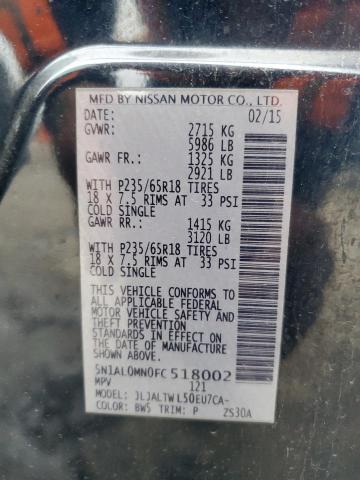 MFD BY NISSAN MOTOR CO., LTD.
DATE: 02/15
GVWR: 2715 KG
5986 LB
GAWR FR.: 1325 KG
2921 LB
WITH P235/65R18 TIRES
18 X 7.5 RIMS AT 33 PSI
COLD SINGLE
GAWR RR.: 1415 KG
3120 LB
WITH P235/65R18 TIRES
18 X 7.5 RIMS AT 33 PSI
COLD SINGLE
THIS VEHICLE CONFORMS TO
ALL APPLICABLE FEDERAL
MOTOR VEHICLE SAFETY
STANDARDS IN EFFECT ON
THE DATE OF MANUFACTURE
SHOWN ABOVE.
5N1AL0MN0FC518002
MPV 121
MODEL: JLJALTWL50EU7CA-
COLOR: BW5 TRIM: P ZS30A